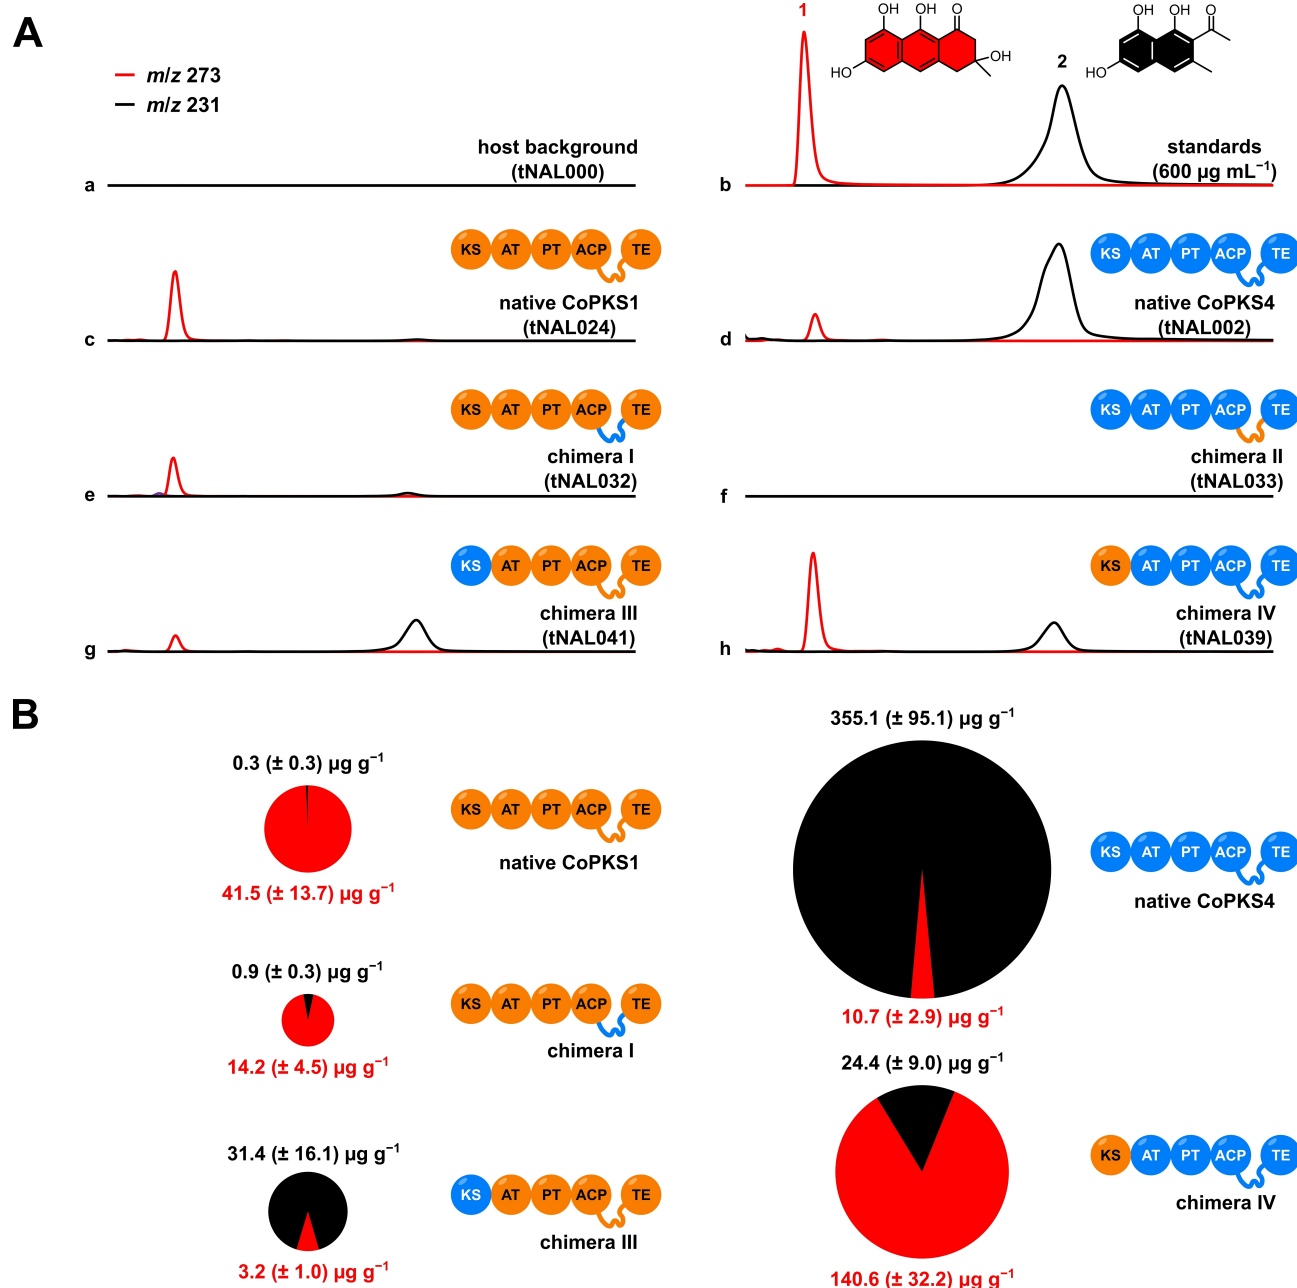 A
m/z 273
m/z 231
host background
(tNAL000)
a
1
OH OH O
HO
OH
2
OH OH O
HO
standards
(600 µg mL⁻¹)
b
KS AT PT ACP TE
native CoPKS1
(tNAL024)
c
KS AT PT ACP TE
native CoPKS4
(tNAL002)
d
KS AT PT ACP TE
chimera I
(tNAL032)
e
KS AT PT ACP TE
chimera II
(tNAL033)
f
KS AT PT ACP TE
chimera III
(tNAL041)
g
KS AT PT ACP TE
chimera IV
(tNAL039)
h
B
0.3 (± 0.3) µg g⁻¹
41.5 (± 13.7) µg g⁻¹
KS AT PT ACP TE
native CoPKS1
355.1 (± 95.1) µg g⁻¹
10.7 (± 2.9) µg g⁻¹
KS AT PT ACP TE
native CoPKS4
0.9 (± 0.3) µg g⁻¹
14.2 (± 4.5) µg g⁻¹
KS AT PT ACP TE
chimera I
31.4 (± 16.1) µg g⁻¹
3.2 (± 1.0) µg g⁻¹
KS AT PT ACP TE
chimera III
24.4 (± 9.0) µg g⁻¹
140.6 (± 32.2) µg g⁻¹
KS AT PT ACP TE
chimera IV